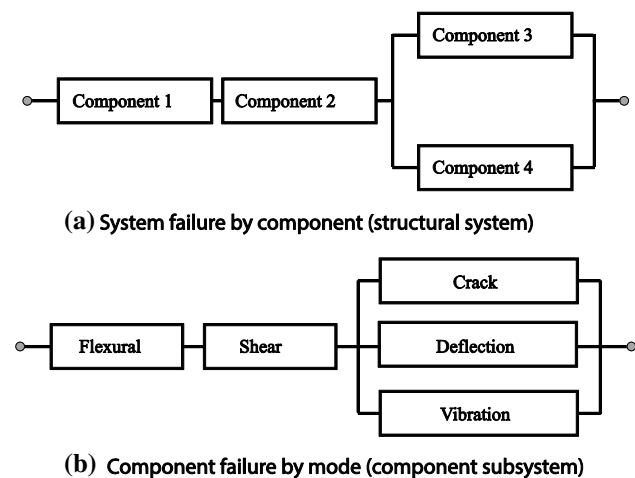 Component 3
Component 1
Component 2
Component 4
(a) System failure by component (structural system)
Crack
Flexural
Shear
Deflection
Vibration
(b) Component failure by mode (component subsystem)